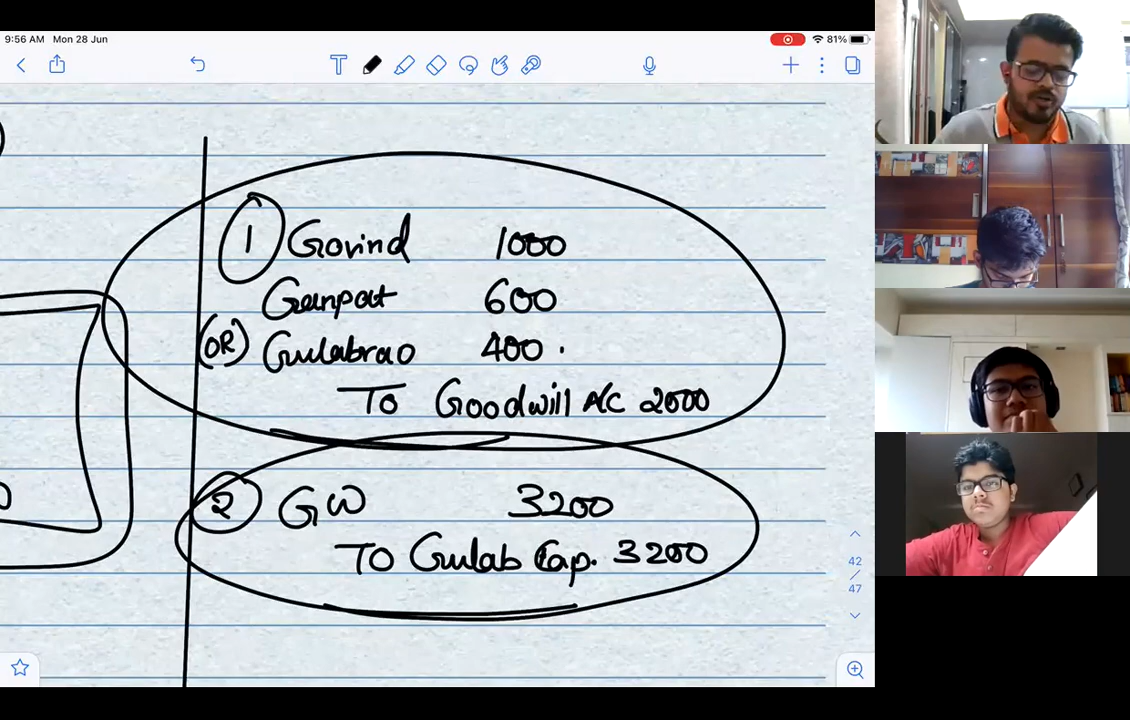 9:56 AM Mon 28 Jun
81%
1 Govind 1000
Ganpat 600
(OR) Gulabrao 400
To Goodwill A/C 2000
2 GW 3200
To Gulab Cap. 3200
42
/
47